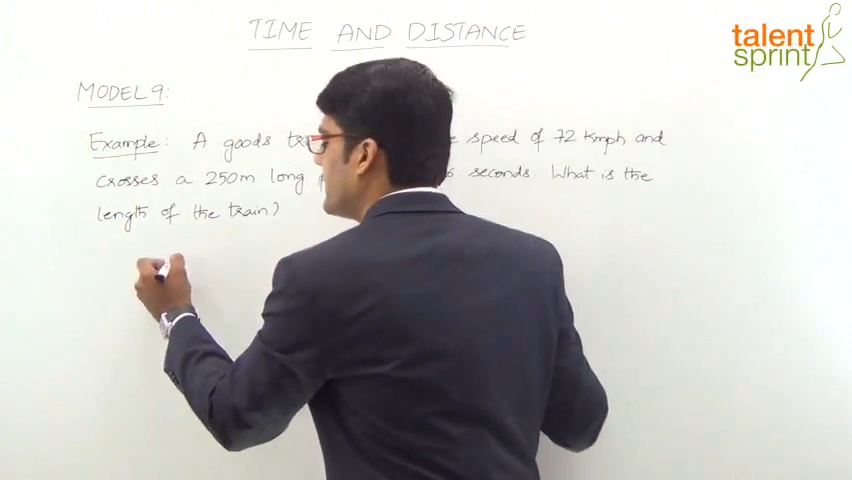 TIME AND DISTANCE
talent
sprint
MODEL 9:
Example: A goods speed of 72 kmph and
crosses a 250m long seconds. What is the
length of the train?